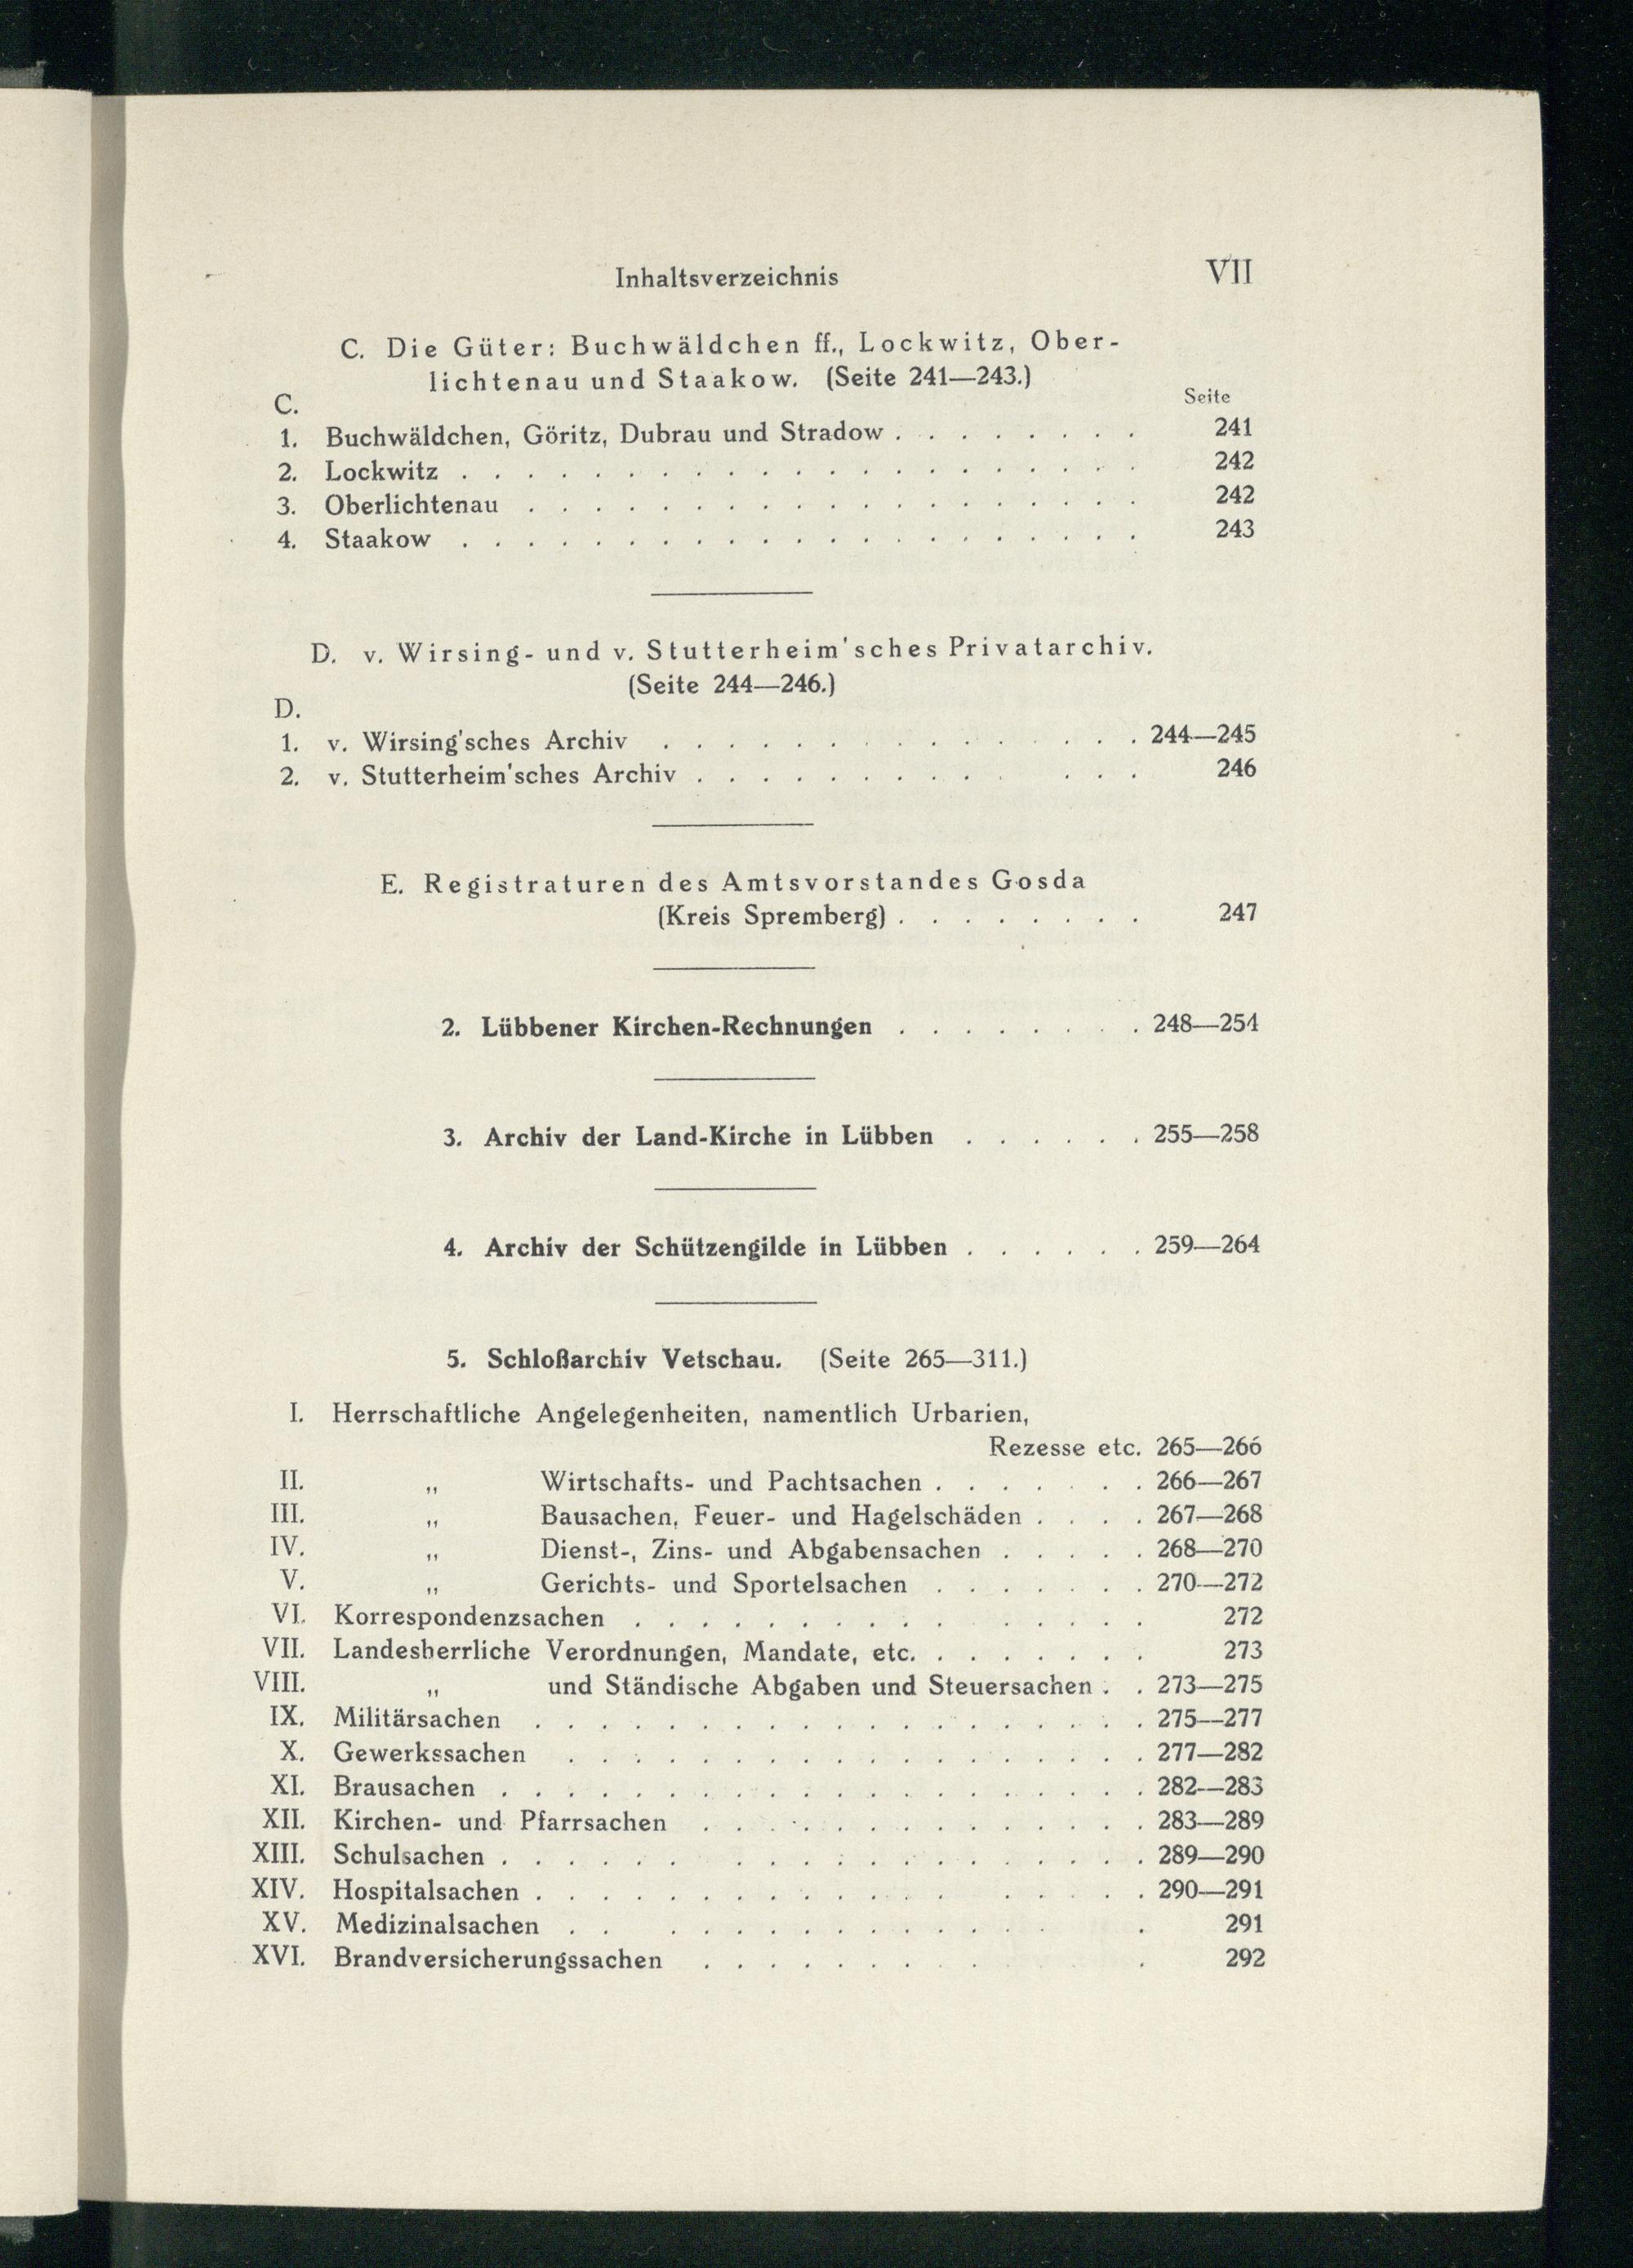 Inhaltsverzeichnis VII
C. Die Güter: Buchwäldchen ff., Lockwitz, Ober-
lichtenau und Staakow. (Seite 241—243.)
C. Seite
1. Buchwäldchen, Göritz, Dubrau und Stradow . . . . . . . . 241
2. Lockwitz . . . . . . . . . . . . . . . . . . . . . 242
3. Oberlichtenau . . . . . . . . . . . . . . . . . . . 242
4. Staakow . . . . . . . . . . . . . . . . . . . . . 243
D. v. Wirsing- und v. Stutterheim'sches Privatarchiv.
(Seite 244—246.)
D.
1. v. Wirsing'sches Archiv . . . . . . . . . . . . . . . 244—245
2. v. Stutterheim'sches Archiv . . . . . . . . . . . . 246
E. Registraturen des Amtsvorstandes Gosda
(Kreis Spremberg) . . . . . . . . 247
2. Lübbener Kirchen-Rechnungen . . . . . . . . 248—254
3. Archiv der Land-Kirche in Lübben . . . . . . 255—258
4. Archiv der Schützengilde in Lübben . . . . . . 259—264
5. Schloßarchiv Vetschau. (Seite 265—311.)
I. Herrschaftliche Angelegenheiten, namentlich Urbarien,
Rezesse etc. 265—266
II. „ Wirtschafts- und Pachtsachen . . . . . . . 266—267
III. „ Bausachen, Feuer- und Hagelschäden . . . . 267—268
IV. „ Dienst-, Zins- und Abgabensachen . . . . . 268—270
V. „ Gerichts- und Sportelsachen . . . . . . . 270—272
VI. Korrespondenzsachen . . . . . . . . . . . . . . . 272
VII. Landesherrliche Verordnungen, Mandate, etc. . . . . . . . 273
VIII. „ und Ständische Abgaben und Steuersachen . . 273—275
IX. Militärsachen . . . . . . . . . . . . . . . . . . . 275—277
X. Gewerkssachen . . . . . . . . . . . . . . . . . . 277—282
XI. Brausachen . . . . . . . . . . . . . . . . . . . . 282—283
XII. Kirchen- und Pfarrsachen . . . . . . . . . . . . . . 283—289
XIII. Schulsachen . . . . . . . . . . . . . . . . . . . 289—290
XIV. Hospitalsachen . . . . . . . . . . . . . . . . . . 290—291
XV. Medizinalsachen . . . . . . . . . . . . . . . 291
XVI. Brandversicherungssachen . . . . . . . . . 292